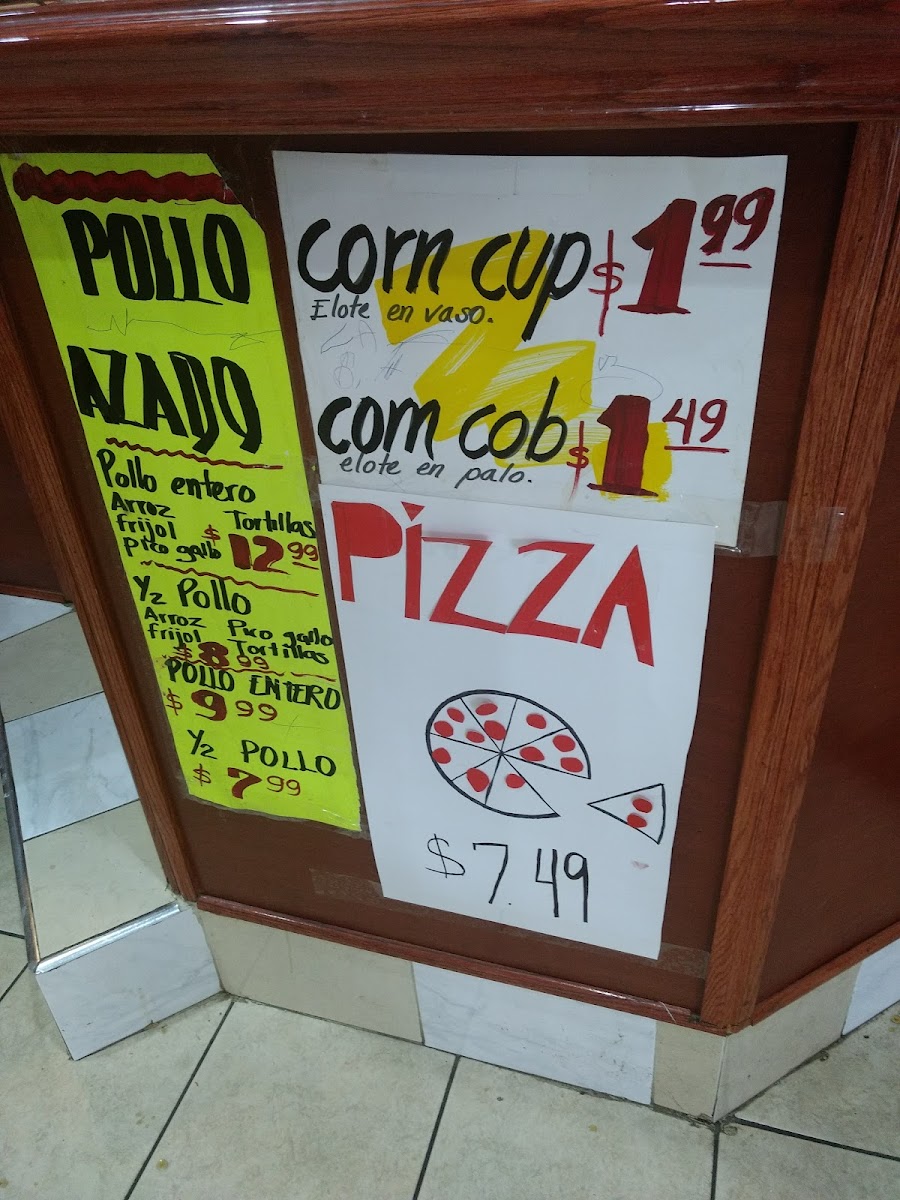 POLLO
AZADO
Pollo entero
Arroz Tortillas
frijol
Pico gallo $12.99
1/2 Pollo
Arroz Pico gallo
frijol Tortillas
$8.99
POLLO ENTERO
$9.99
1/2 POLLO
$7.99
corn cup $1.99
Elote en vaso.
corn cob $1.49
elote en palo.
PiZZA
$7.49